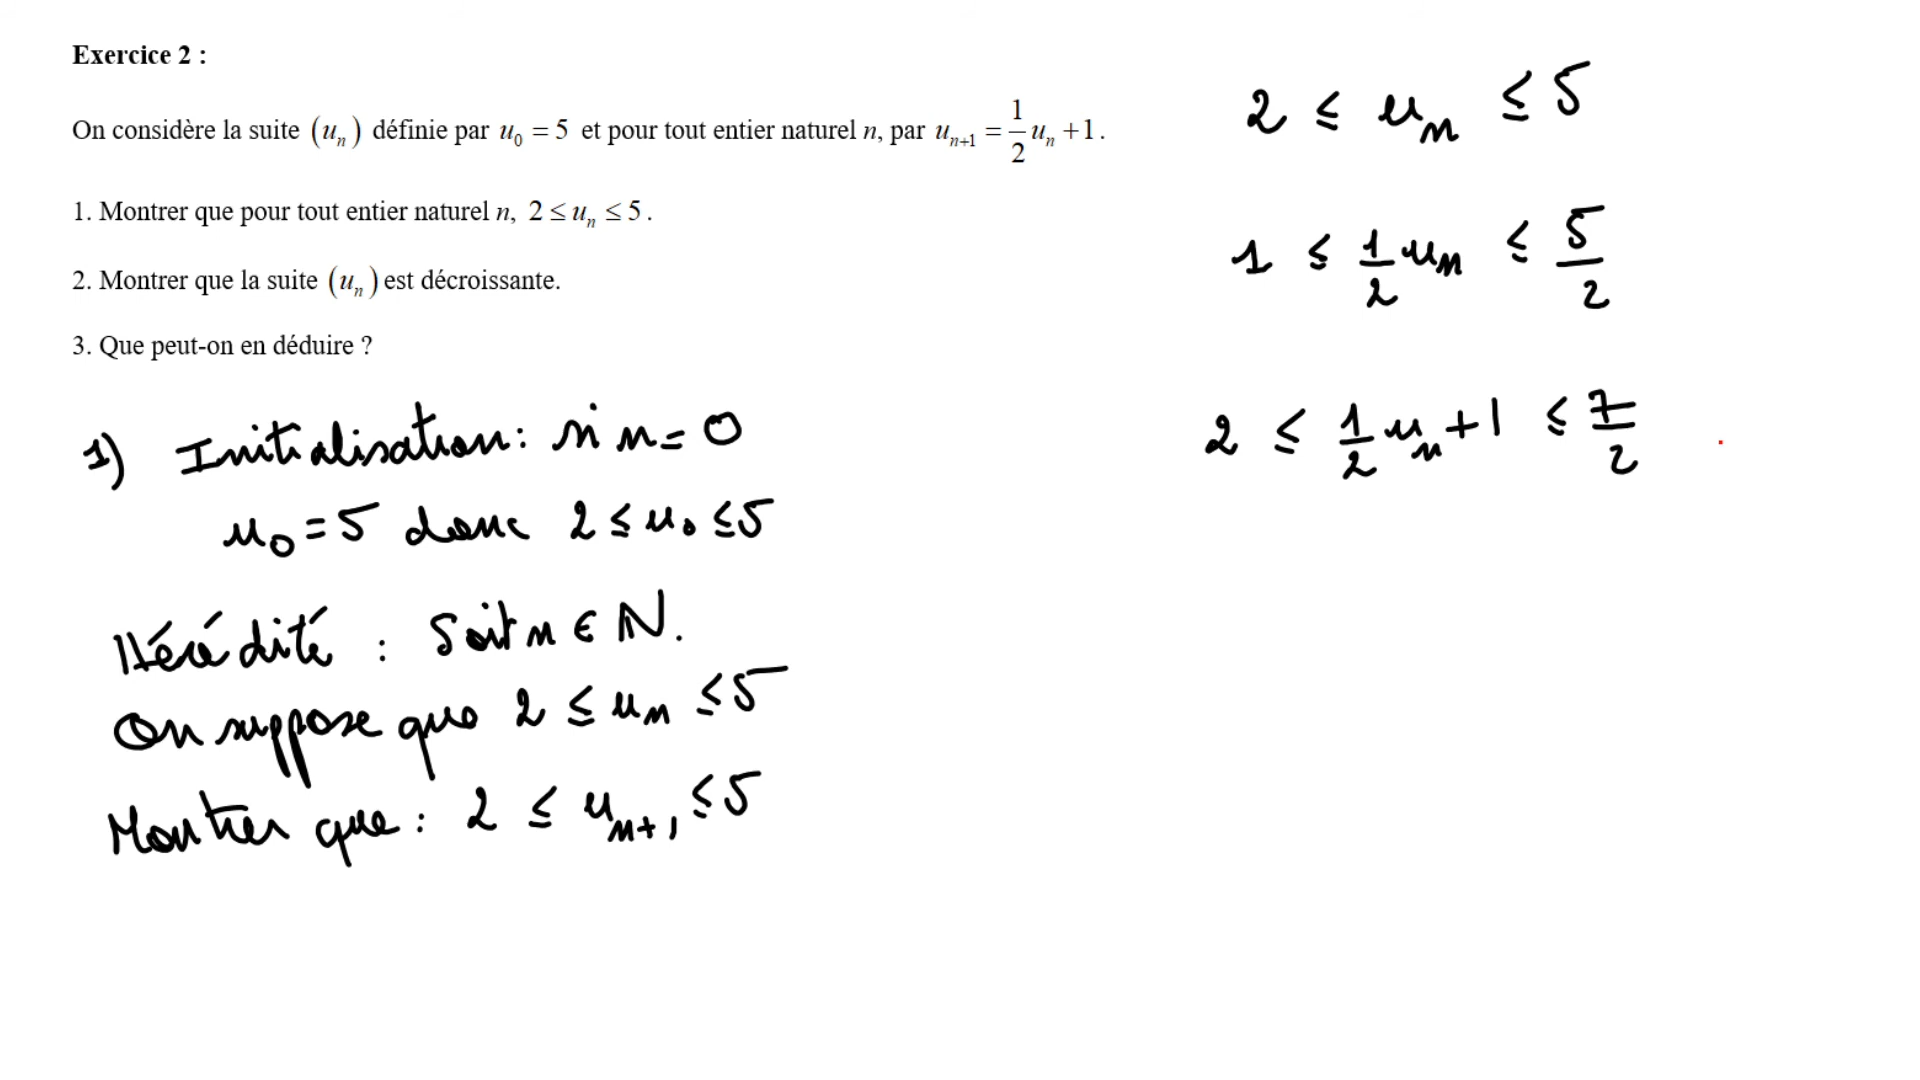 Exercice 2 :
On considère la suite (uₙ) définie par u₀ = 5 et pour tout entier naturel n, par uₙ₊₁ = 1/2 uₙ + 1.
1. Montrer que pour tout entier naturel n, 2 ≤ uₙ ≤ 5.
2. Montrer que la suite (uₙ) est décroissante.
3. Que peut-on en déduire ?
1) Initialisation : si n = 0
u₀ = 5 donc 2 ≤ u₀ ≤ 5
Hérédité : Soit n ∈ N.
On suppose que 2 ≤ uₙ ≤ 5
Montrer que : 2 ≤ uₙ₊₁ ≤ 5
2 ≤ uₙ ≤ 5
1 ≤ 1/2 uₙ ≤ 5/2
2 ≤ 1/2 uₙ + 1 ≤ 7/2